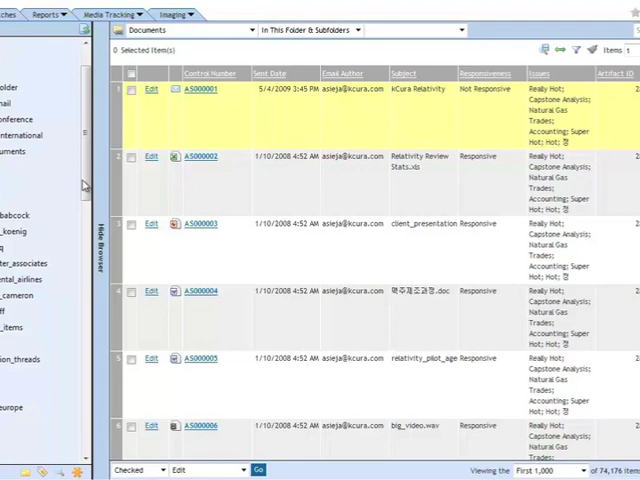 ches Reports Media Tracking Imaging
Documents In This Folder & Subfolders
0 Selected Item(s) Items 1
Control Number Sent Date Email Author Subject Responsiveness Issues Artifact ID
1 Edit AS000001 5/4/2009 3:45 PM asieja@kcura.com kCura Relativity Not Responsive Really Hot;
Capstone Analysis;
Natural Gas
Trades;
Accounting; Super
Hot; Hot; 정
2 Edit AS000002 1/10/2008 4:52 AM asieja@kcura.com Relativity Review Responsive Really Hot;
Stats.xls Capstone Analysis;
Natural Gas
Trades;
Accounting; Super
Hot; Hot; 정
3 Edit AS000003 1/10/2008 4:52 AM asieja@kcura.com client_presentation Responsive Really Hot;
Capstone Analysis;
Natural Gas
Trades;
Accounting; Super
Hot; Hot; 정
4 Edit AS000004 1/10/2008 4:52 AM asieja@kcura.com 맥주제조과정.doc Responsive Really Hot;
Capstone Analysis;
Natural Gas
Trades;
Accounting; Super
Hot; Hot; 정
5 Edit AS000005 1/10/2008 4:52 AM asieja@kcura.com relativity_pilot_age Responsive Really Hot;
Capstone Analysis;
Natural Gas
Trades;
Accounting; Super
Hot; Hot; 정
6 Edit AS000006 1/10/2008 4:52 AM asieja@kcura.com big_video.wav Responsive Really Hot;
Capstone Analysis;
Natural Gas
Trades;
Accounting; Super
older
mail
conference
international
uments
babcock
_koenig
ter_associates
ental_airlines
_cameron
ff
_items
ion_threads
europe
Hide Browser
Checked Edit Go Viewing the First 1,000 of 74,176 items